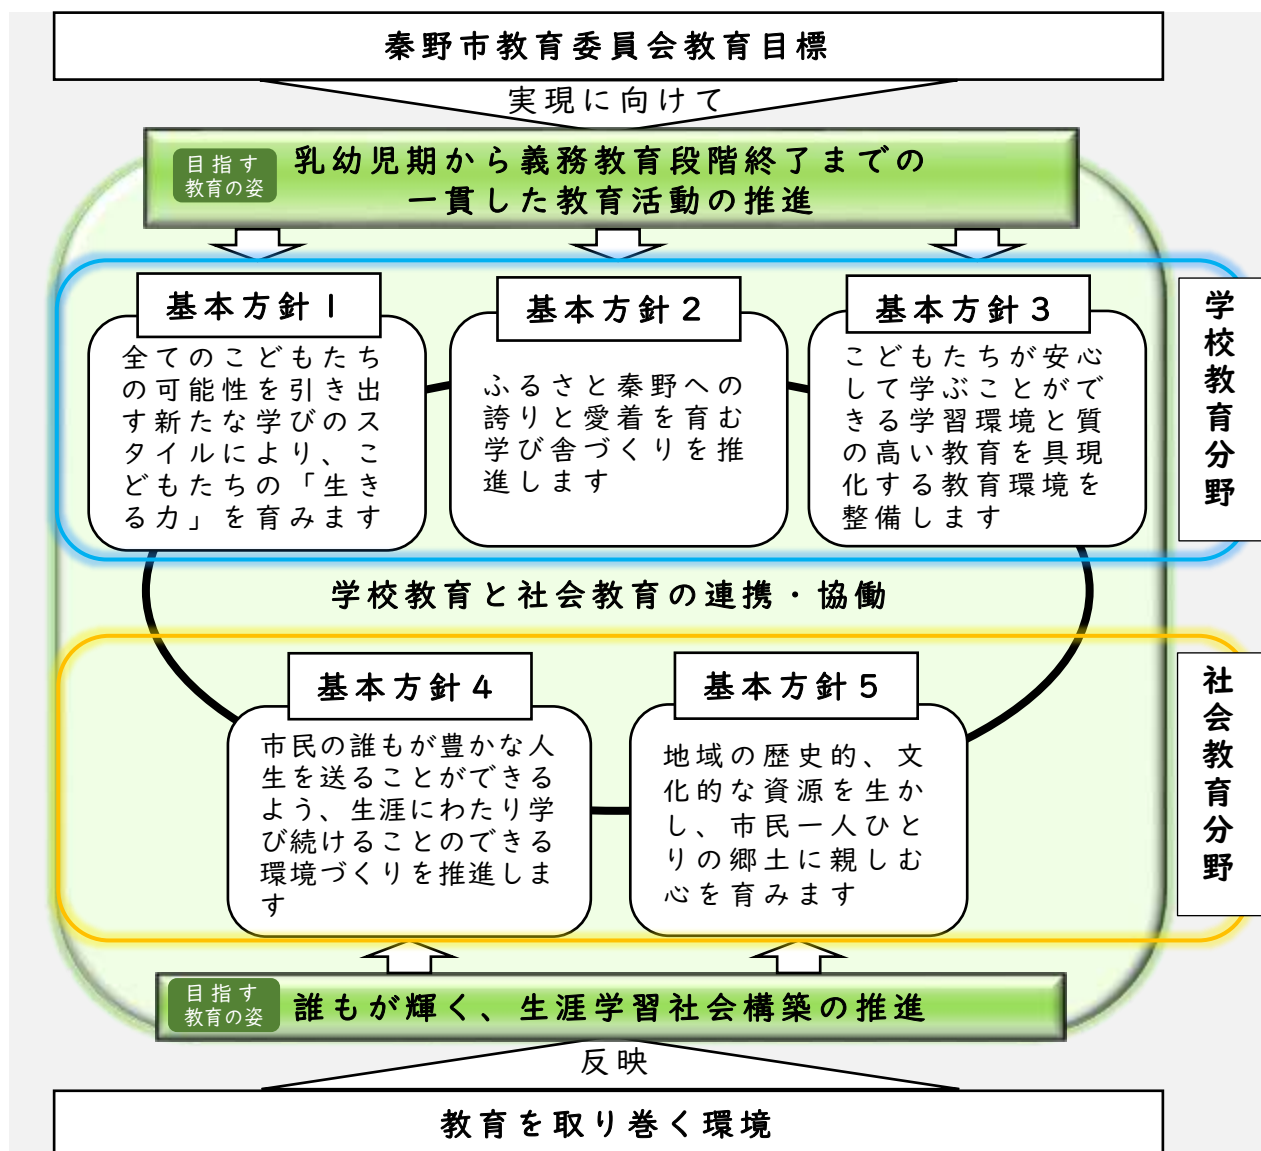 秦野市教育委員会教育目標
実現に向けて
目指す
教育の姿
乳幼児期から義務教育段階終了までの
一貫した教育活動の推進
学校教育分野
基本方針1
全てのこどもたち
の可能性を引き出
す新たな学びのス
タイルにより、こ
どもたちの「生き
る力」を育みます
基本方針2
ふるさと秦野への
誇りと愛着を育む
学び舎づくりを推
進します
基本方針3
こどもたちが安心
して学ぶことがで
きる学習環境と質
の高い教育を具現
化する教育環境を
整備します
学校教育と社会教育の連携・協働
社会教育分野
基本方針4
市民の誰もが豊かな人
生を送ることができる
よう、生涯にわたり学
び続けることのできる
環境づくりを推進しま
す
基本方針5
地域の歴史的、文
化的な資源を生か
し、市民一人ひと
りの郷土に親しむ
心を育みます
目指す
教育の姿
誰もが輝く、生涯学習社会構築の推進
反映
教育を取り巻く環境